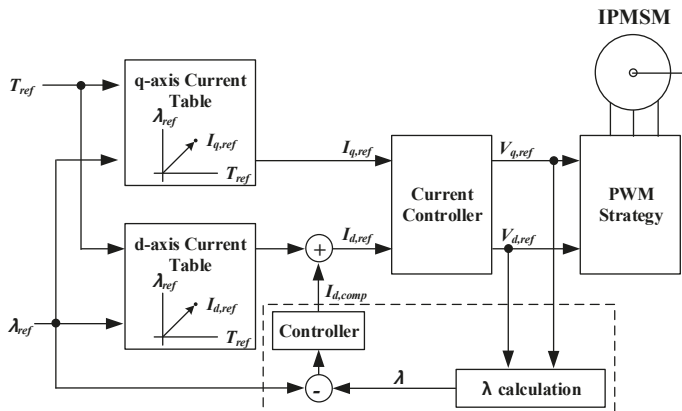 IPMSM
T_ref
q-axis Current
Table
λ_ref
I_q,ref
T_ref
I_q,ref
V_q,ref
Current
Controller
PWM
Strategy
d-axis Current
Table
λ_ref
I_d,ref
T_ref
+
I_d,ref
V_d,ref
I_d,comp
λ_ref
Controller
-
λ
λ calculation